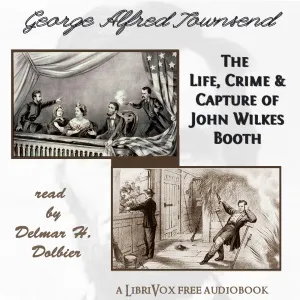 George Alfred Townsend
The
Life, Crime &
Capture of
John Wilkes
Booth
read
by
Delmar H.
Dolbier
a LibriVox free audiobook